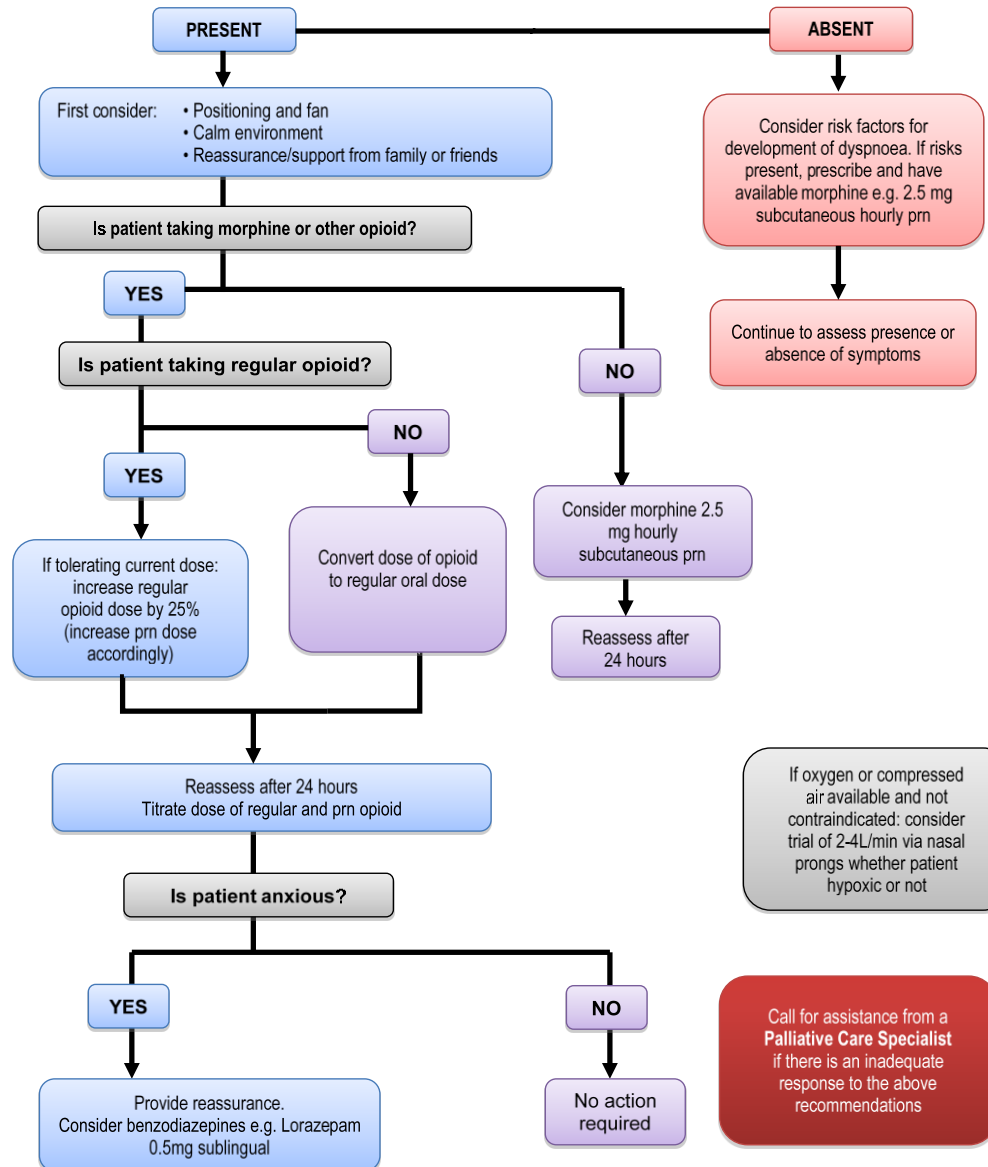 PRESENT
ABSENT
First consider: • Positioning and fan
• Calm environment
• Reassurance/support from family or friends
Consider risk factors for
development of dyspnoea. If risks
present, prescribe and have
available morphine e.g. 2.5 mg
subcutaneous hourly prn
Is patient taking morphine or other opioid?
YES
Continue to assess presence or
absence of symptoms
Is patient taking regular opioid?
NO
NO
YES
Consider morphine 2.5
mg hourly
subcutaneous prn
If tolerating current dose:
increase regular
opioid dose by 25%
(increase prn dose
accordingly)
Convert dose of opioid
to regular oral dose
Reassess after
24 hours
Reassess after 24 hours
Titrate dose of regular and prn opioid
If oxygen or compressed
air available and not
contraindicated: consider
trial of 2-4L/min via nasal
prongs whether patient
hypoxic or not
Is patient anxious?
YES
NO
Call for assistance from a
Palliative Care Specialist
if there is an inadequate
response to the above
recommendations
Provide reassurance.
Consider benzodiazepines e.g. Lorazepam
0.5mg sublingual
No action
required